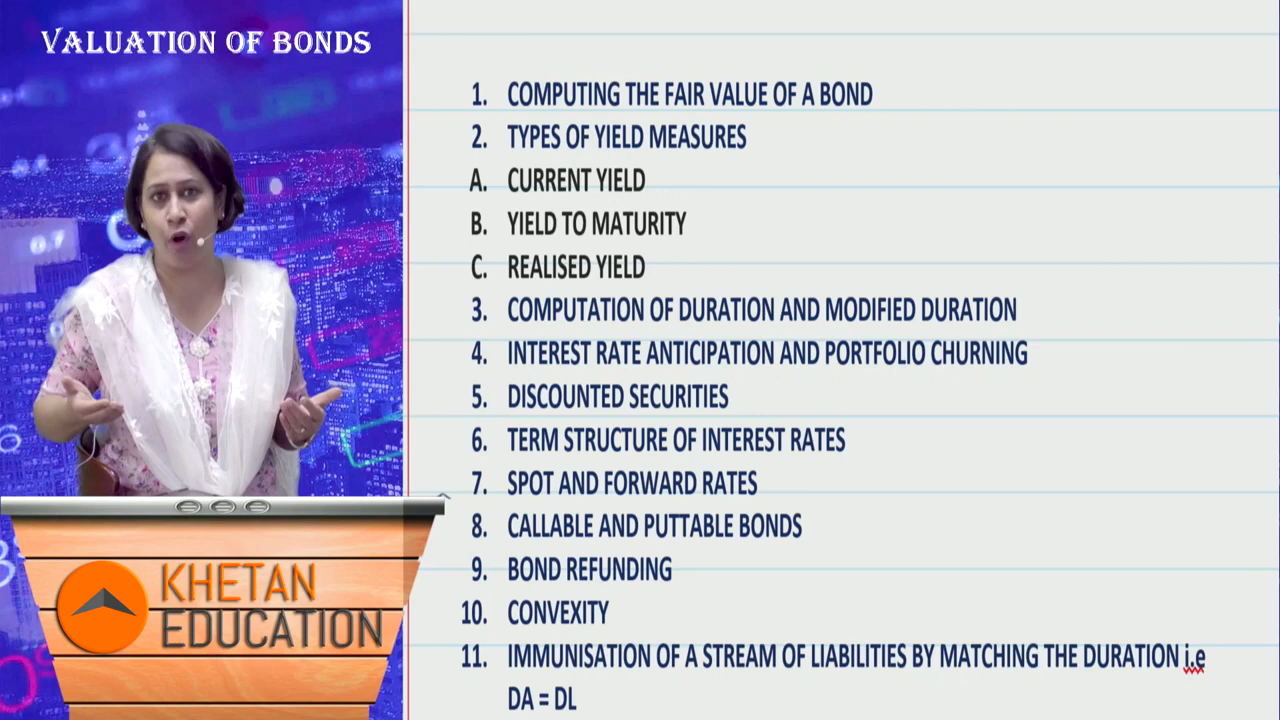 VALUATION OF BONDS
1. COMPUTING THE FAIR VALUE OF A BOND
2. TYPES OF YIELD MEASURES
A. CURRENT YIELD
B. YIELD TO MATURITY
C. REALISED YIELD
3. COMPUTATION OF DURATION AND MODIFIED DURATION
4. INTEREST RATE ANTICIPATION AND PORTFOLIO CHURNING
5. DISCOUNTED SECURITIES
6. TERM STRUCTURE OF INTEREST RATES
7. SPOT AND FORWARD RATES
8. CALLABLE AND PUTTABLE BONDS
9. BOND REFUNDING
10. CONVEXITY
11. IMMUNISATION OF A STREAM OF LIABILITIES BY MATCHING THE DURATION i.e
DA = DL
KHETAN
EDUCATION